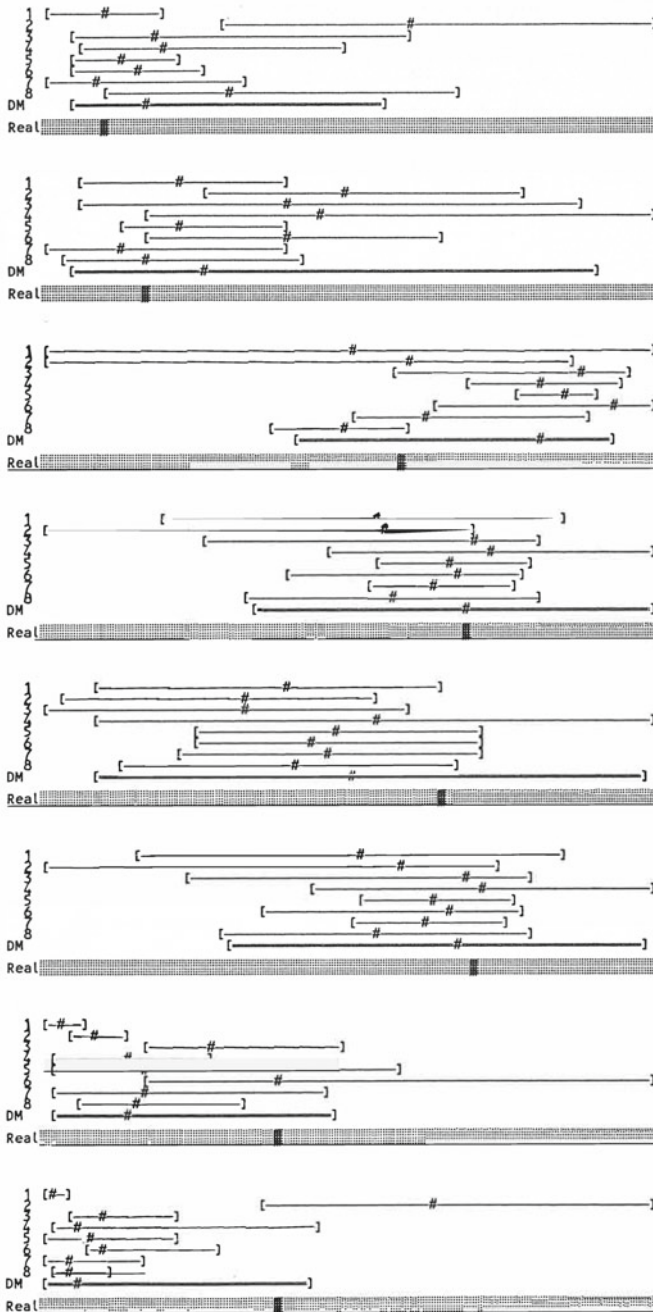 1 [ # ]
2 [ # ]
3 [ # ]
4 [ # ]
5 [ # ]
6 [ # ]
7 [ # ]
8 [ # ]
DM [ # ]
Real
1 [ # ]
2 [ # ]
3 [ # ]
4 [ # ]
5 [ # ]
6 [ # ]
7 [ # ]
8 [ # ]
DM [ # ]
Real
1 [ # ]
2 [ # ]
3 [ # ]
4 [ # ]
5 [ # ]
6 [ # ]
7 [ # ]
8 [ # ]
DM [ # ]
Real
1 [ ]
2 [ # ]
3 [ # ]
4 [ # ]
5 [ # ]
6 [ # ]
7 [ # ]
8 [ # ]
DM [ # ]
Real
1 [ # ]
2 [ # ]
3 [ # ]
4 [ # ]
5 [ # ]
6 [ # ]
7 [ # ]
8 [ # ]
DM [ # ]
Real
1 [ # ]
2 [ # ]
3 [ # ]
4 [ # ]
5 [ # ]
6 [ # ]
7 [ # ]
8 [ # ]
DM [ # ]
Real
1 [ # ]
2 [ # ]
3 [ # ]
4 [ # ]
5 [ ]
6 [ # ]
7 [ # ]
8 [ # ]
DM [ # ]
Real
1 [ # ]
2 [ # ]
3 [ # ]
4 [ # ]
5 [ # ]
6 [ # ]
7 [ # ]
8 [ # ]
DM [ # ]
Real